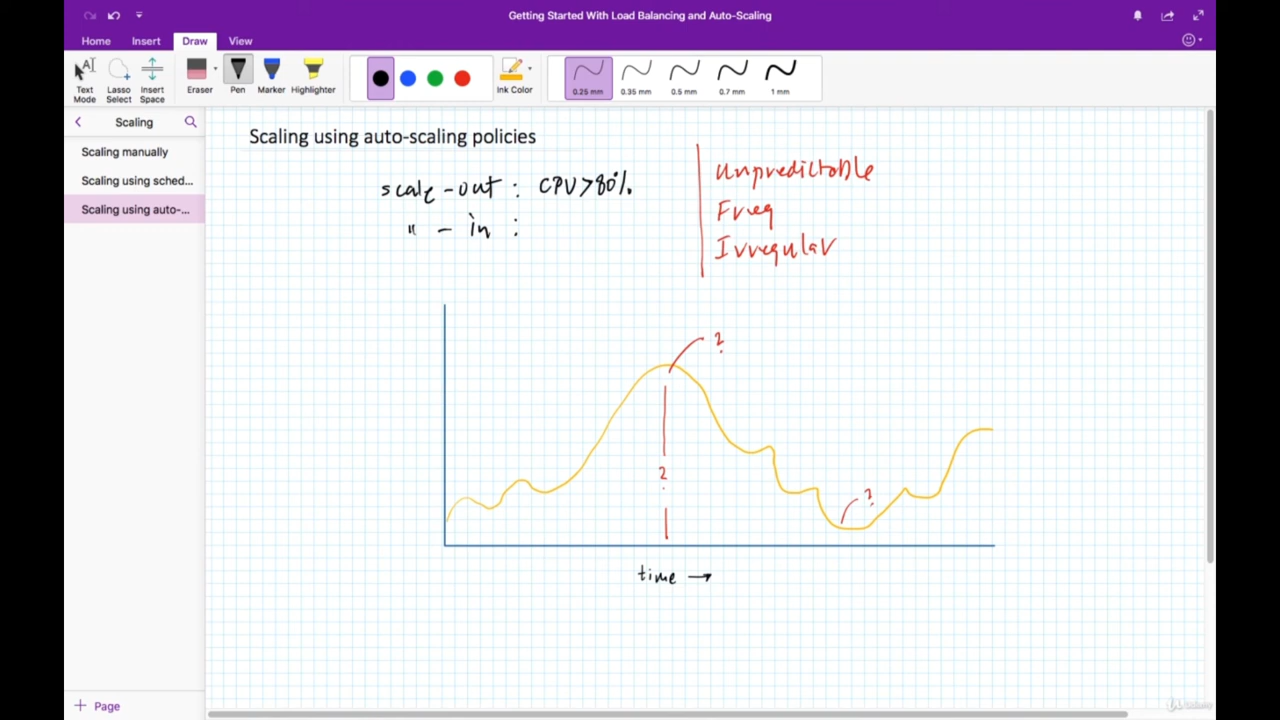 Getting Started With Load Balancing and Auto-Scaling
Home Insert Draw View
Text Mode
Lasso Select
Insert Space
Eraser
Pen
Marker
Highlighter
Ink Color
0.25 mm
0.35 mm
0.5 mm
0.7 mm
1 mm
Scaling
Scaling manually
Scaling using sched...
Scaling using auto-...
Scaling using auto-scaling policies
scale-out : CPU>80%
" - in :
Unpredictable
Freq
Irregular
?
?
?
time →
+ Page
Udemy